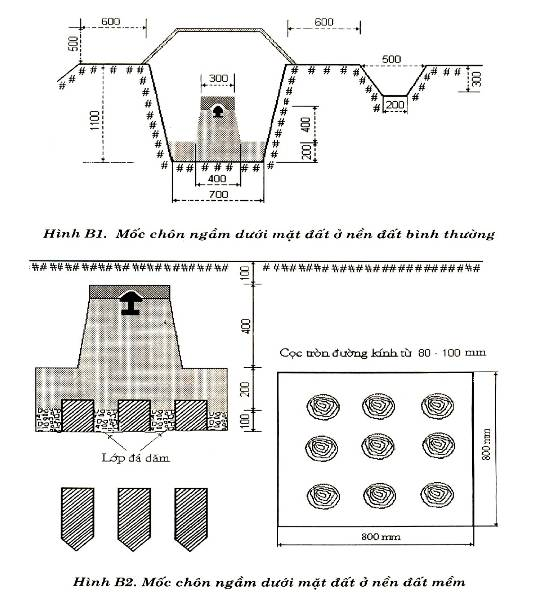 600
600
500
300
500
300
200
1100
400
200
400
700
Hình B1. Mốc chôn ngầm dưới mặt đất ở nền đất bình thường
100
400
200
100
Cọc tròn đường kính từ 80 - 100 mm
800 mm
800 mm
Lớp đá dăm
Hình B2. Mốc chôn ngầm dưới mặt đất ở nền đất mềm